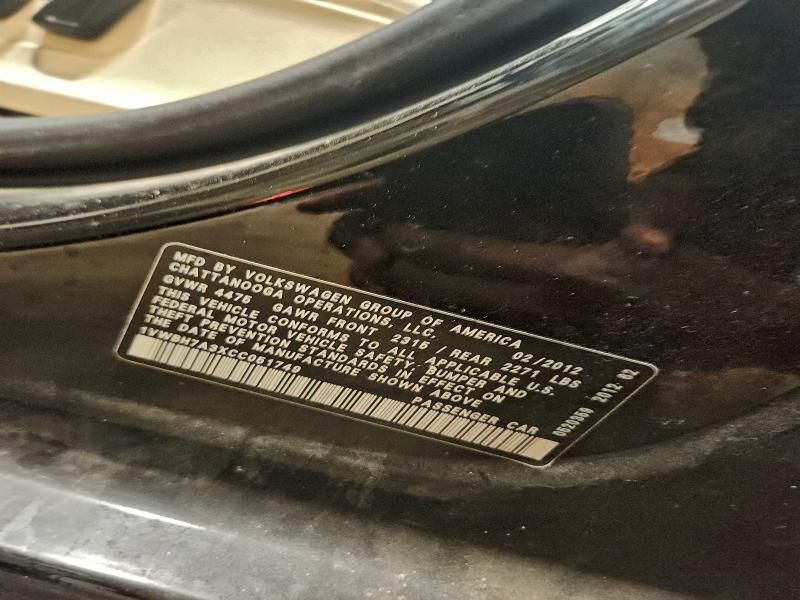 MFD BY VOLKSWAGEN GROUP OF AMERICA
CHATTANOOGA OPERATIONS, LLC. 02/2012
GVWR 4475 GAWR FRONT 2315 / REAR 2271 LBS
THIS VEHICLE CONFORMS TO ALL APPLICABLE U.S.
FEDERAL MOTOR VEHICLE SAFETY, BUMPER AND
THEFT PREVENTION STANDARDS IN EFFECT ON
THE DATE OF MANUFACTURE SHOWN ABOVE
1VWBH7A3XCC051749 PASSENGER CAR
2012 02